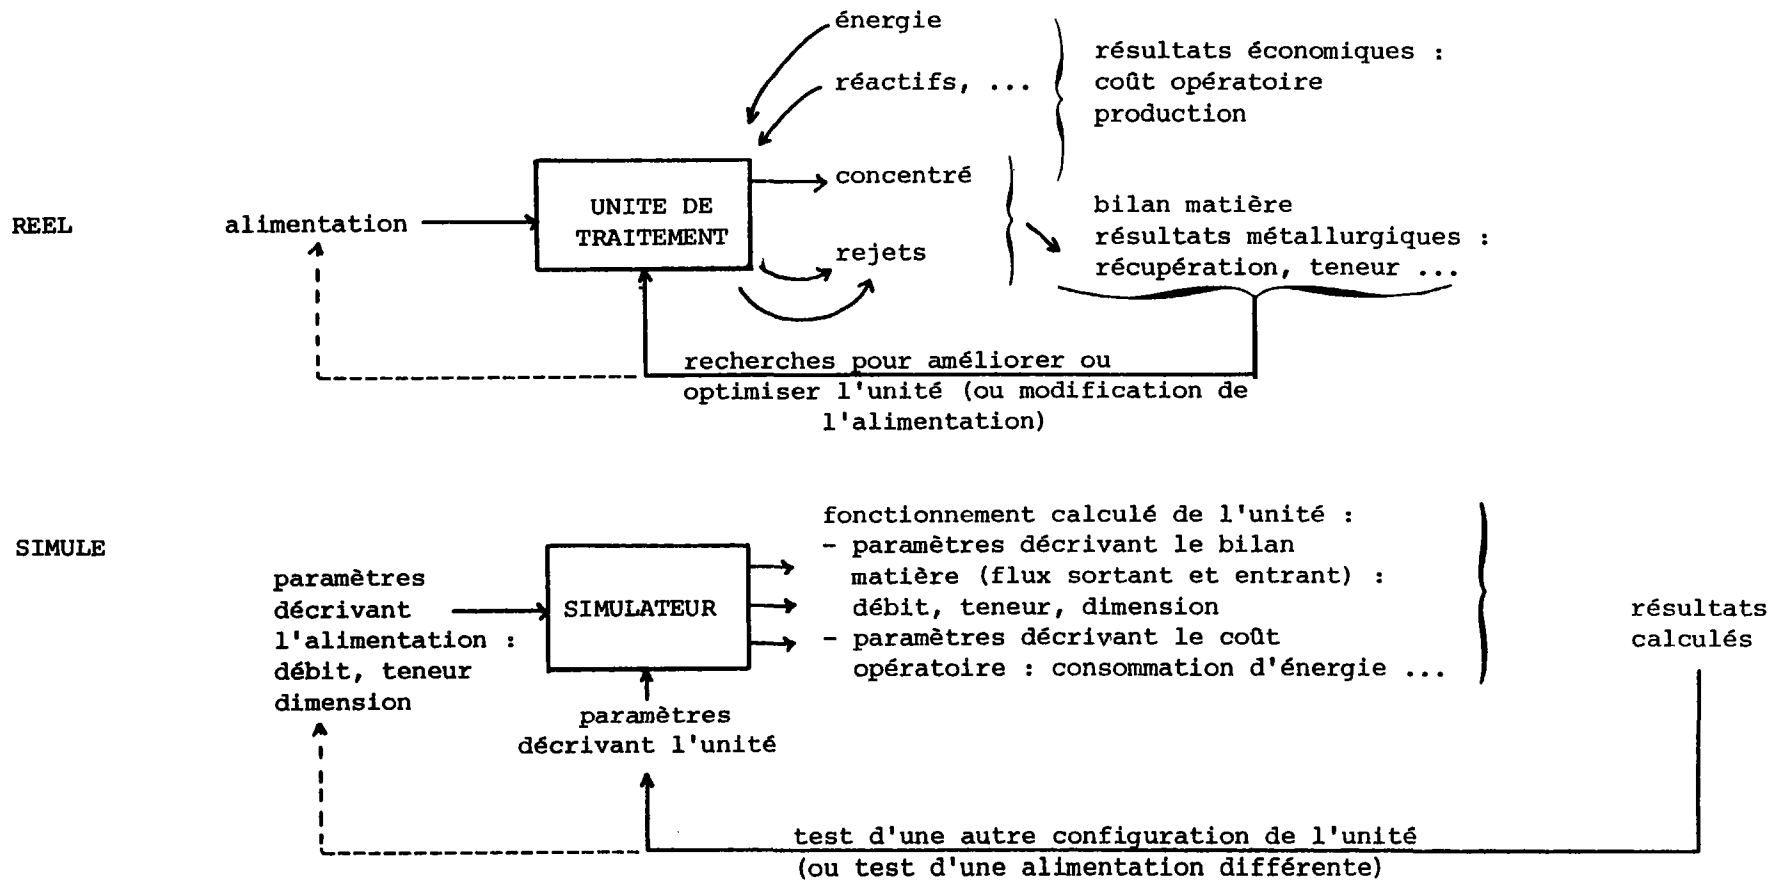 énergie
réactifs, ...
résultats économiques :
coût opératoire
production
REEL
alimentation
UNITE DE
TRAITEMENT
concentré
rejets
bilan matière
résultats métallurgiques :
récupération, teneur ...
recherches pour améliorer ou
optimiser l'unité (ou modification de
l'alimentation)
SIMULE
paramètres
décrivant
l'alimentation :
débit, teneur
dimension
SIMULATEUR
paramètres
décrivant l'unité
fonctionnement calculé de l'unité :
- paramètres décrivant le bilan
matière (flux sortant et entrant) :
débit, teneur, dimension
- paramètres décrivant le coût
opératoire : consommation d'énergie ...
résultats
calculés
test d'une autre configuration de l'unité
(ou test d'une alimentation différente)